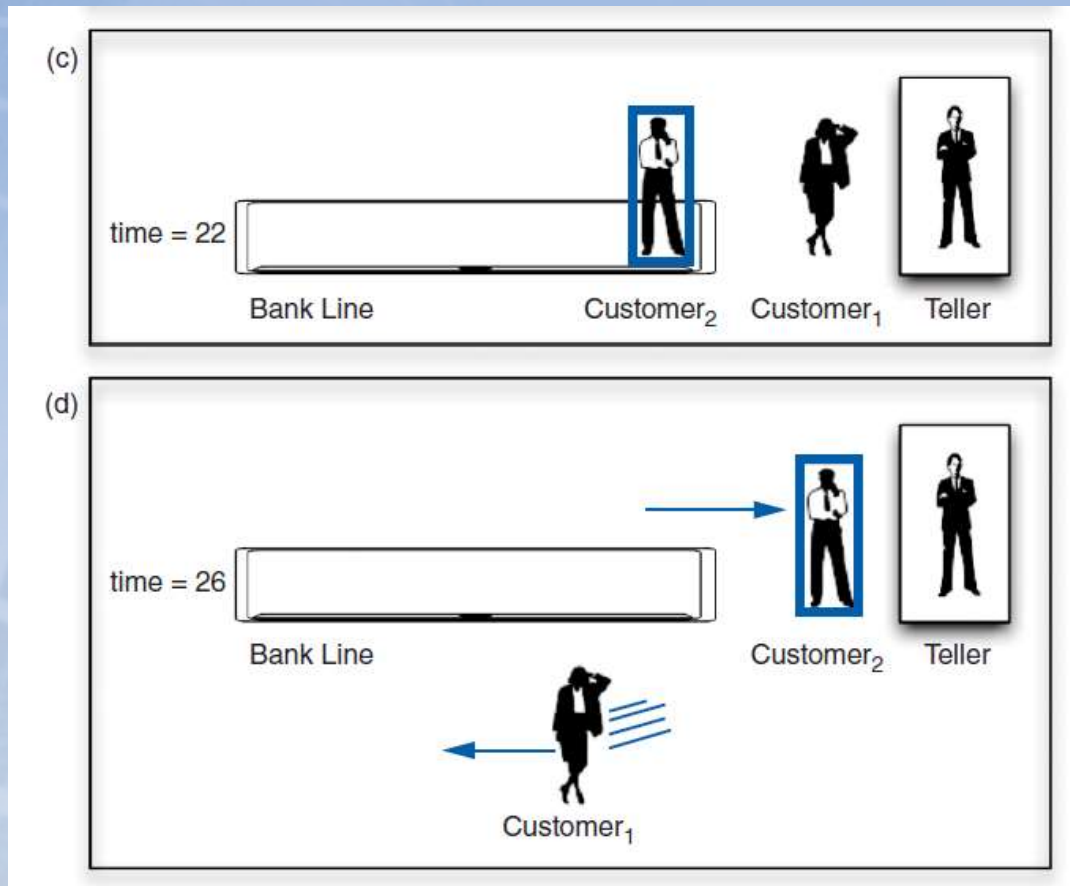 (c)
time = 22
Bank Line Customer₂ Customer₁ Teller
(d)
time = 26
Bank Line Customer₂ Teller
Customer₁